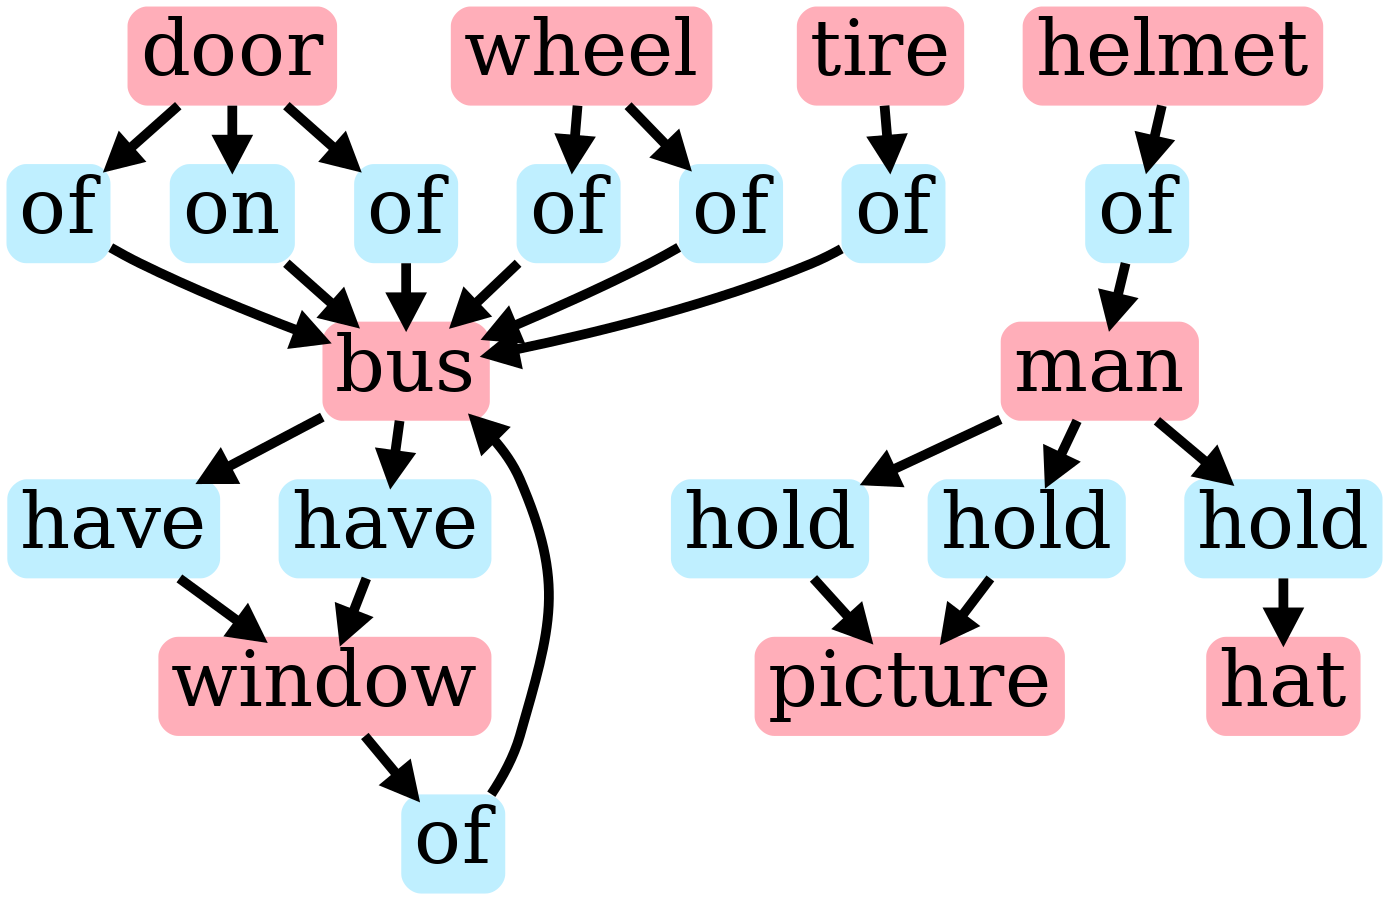 door wheel tire helmet
of on of of of of of
bus man
have have hold hold hold
window picture hat
of